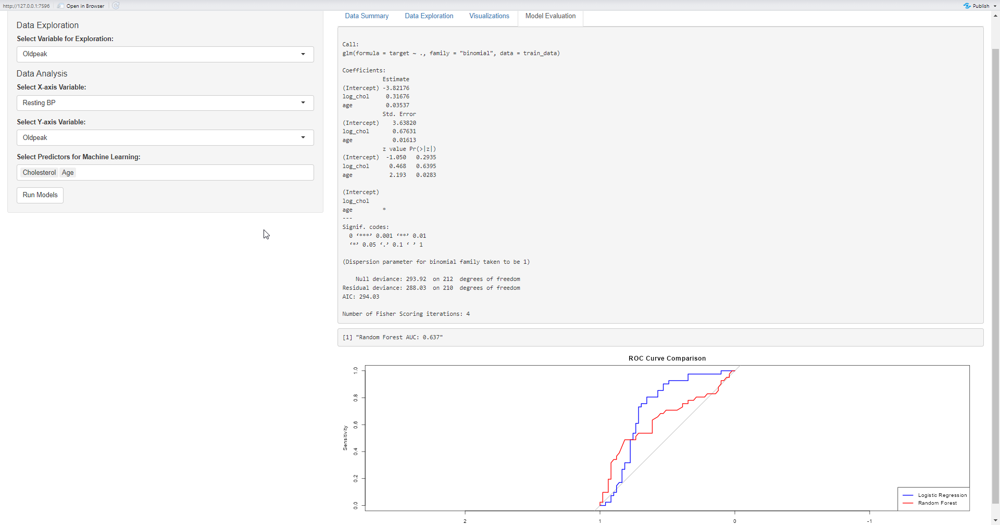 http://127.0.0.1:7596 Open in Browser Publish
Data Exploration
Select Variable for Exploration:
Oldpeak
Data Analysis
Select X-axis Variable:
Resting BP
Select Y-axis Variable:
Oldpeak
Select Predictors for Machine Learning:
Cholesterol Age
Run Models
Data Summary Data Exploration Visualizations Model Evaluation
Call:
glm(formula = target ~ ., family = "binomial", data = train_data)
Coefficients:
Estimate
(Intercept) -3.82176
log_chol 0.31676
age 0.03537
Std. Error
(Intercept) 3.63820
log_chol 0.67631
age 0.01613
z value Pr(>|z|)
(Intercept) -1.050 0.2935
log_chol 0.468 0.6395
age 2.193 0.0283
(Intercept)
log_chol
age *
---
Signif. codes:
0 ‘***’ 0.001 ‘**’ 0.01
‘*’ 0.05 ‘.’ 0.1 ‘ ’ 1
(Dispersion parameter for binomial family taken to be 1)
Null deviance: 293.92 on 212 degrees of freedom
Residual deviance: 288.03 on 210 degrees of freedom
AIC: 294.03
Number of Fisher Scoring iterations: 4
[1] "Random Forest AUC: 0.637"
ROC Curve Comparison
Sensitivity
1.0
0.8
0.6
0.4
0.2
0.0
Logistic Regression
Random Forest
2 1 0 -1